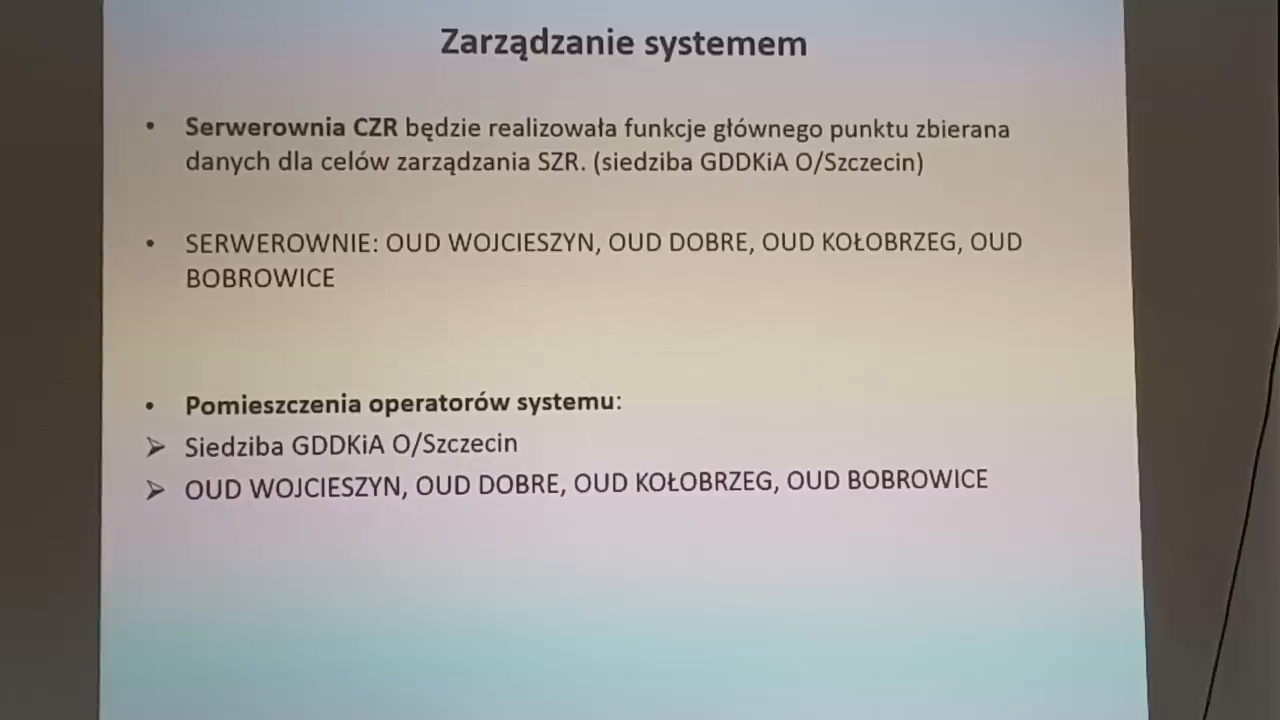 Zarządzanie systemem
• Serwerownia CZR będzie realizowała funkcje głównego punktu zbierana
danych dla celów zarządzania SZR. (siedziba GDDKiA O/Szczecin)
• SERWEROWNIE: OUD WOJCIESZYN, OUD DOBRE, OUD KOŁOBRZEG, OUD
BOBROWICE
• Pomieszczenia operatorów systemu:
➢ Siedziba GDDKiA O/Szczecin
➢ OUD WOJCIESZYN, OUD DOBRE, OUD KOŁOBRZEG, OUD BOBROWICE